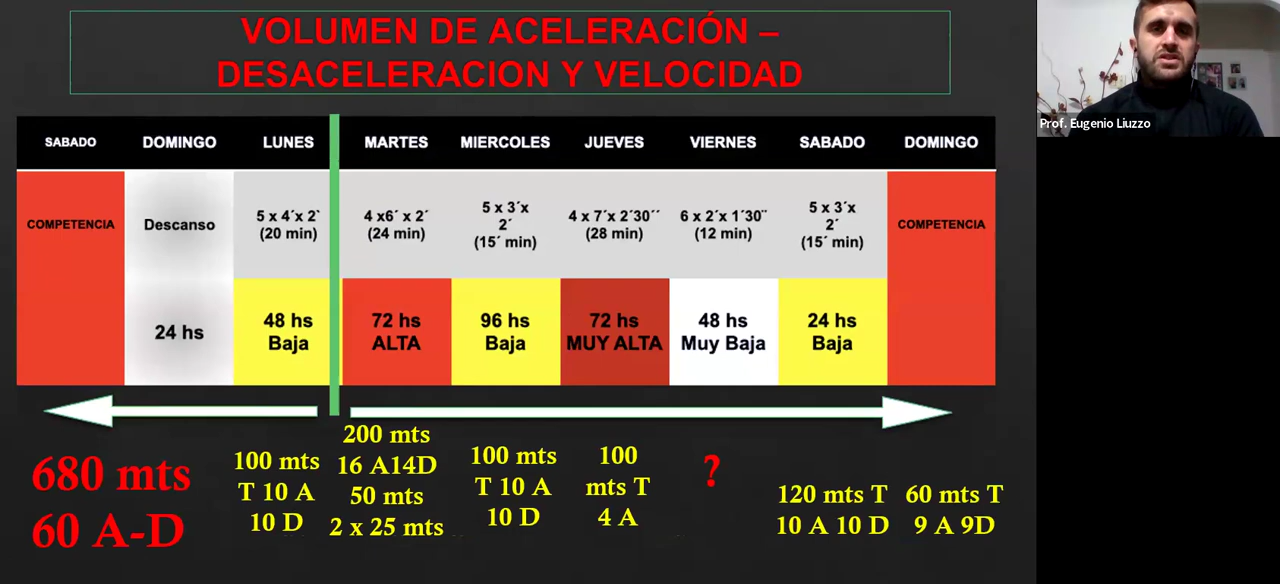 VOLUMEN DE ACELERACIÓN –
DESACELERACION Y VELOCIDAD
Prof. Eugenio Liuzzo
SABADO DOMINGO LUNES MARTES MIERCOLES JUEVES VIERNES SABADO DOMINGO
COMPETENCIA
Descanso
5 x 4´x 2`
(20 min)
4 x6´ x 2´
(24 min)
5 x 3´x
2´
(15´ min)
4 x 7´x 2´30´´
(28 min)
6 x 2´x 1´30¨
(12 min)
5 x 3´x
2´
(15´ min)
COMPETENCIA
24 hs
48 hs
Baja
72 hs
ALTA
96 hs
Baja
72 hs
MUY ALTA
48 hs
Muy Baja
24 hs
Baja
680 mts
60 A-D
100 mts
T 10 A
10 D
200 mts
16 A14D
50 mts
2 x 25 mts
100 mts
T 10 A
10 D
100
mts T
4 A
?
120 mts T
10 A 10 D
60 mts T
9 A 9D